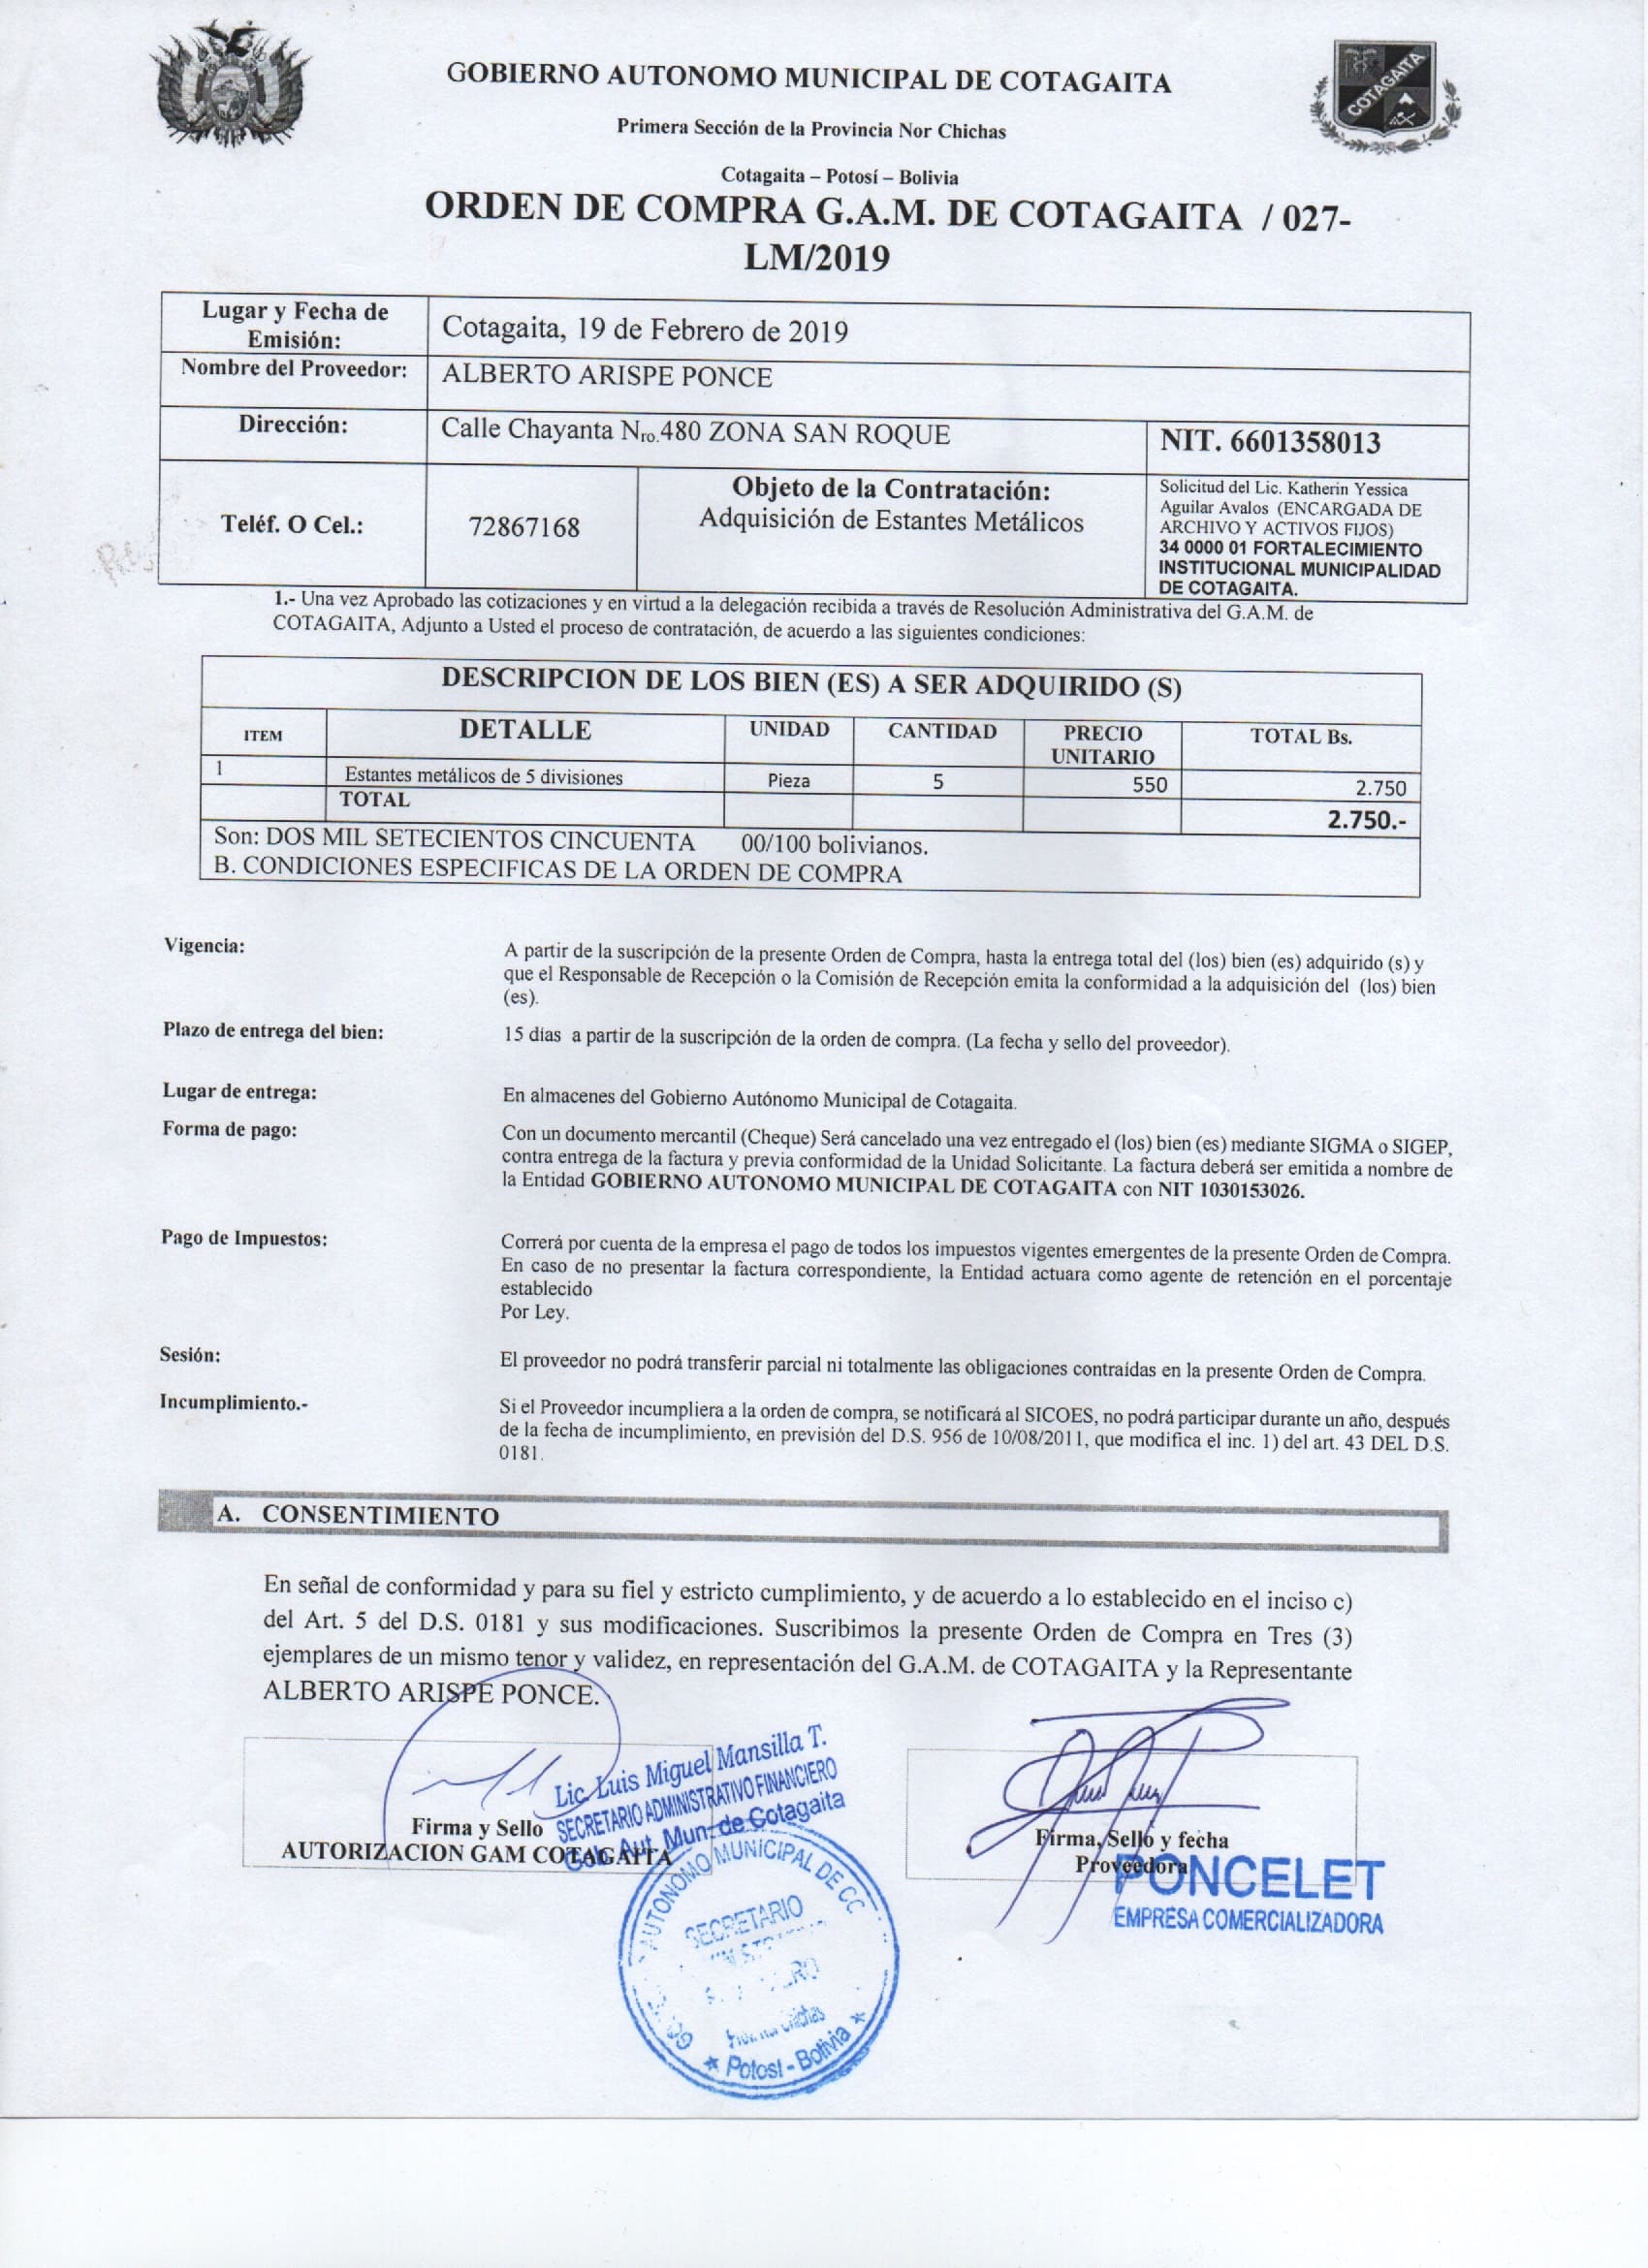 COTAGAITA
GOBIERNO AUTONOMO MUNICIPAL DE COTAGAITA
Primera Sección de la Provincia Nor Chichas
Cotagaita – Potosí – Bolivia
ORDEN DE COMPRA G.A.M. DE COTAGAITA / 027-
LM/2019
Lugar y Fecha de
Emisión:
Cotagaita, 19 de Febrero de 2019
Nombre del Proveedor:
ALBERTO ARISPE PONCE
Dirección:
Calle Chayanta Nro.480 ZONA SAN ROQUE
NIT. 6601358013
Teléf. O Cel.:
72867168
Objeto de la Contratación:
Adquisición de Estantes Metálicos
Solicitud del Lic. Katherin Yessica
Aguilar Avalos (ENCARGADA DE
ARCHIVO Y ACTIVOS FIJOS)
34 0000 01 FORTALECIMIENTO
INSTITUCIONAL MUNICIPALIDAD
DE COTAGAITA.
1.- Una vez Aprobado las cotizaciones y en virtud a la delegación recibida a través de Resolución Administrativa del G.A.M. de
COTAGAITA, Adjunto a Usted el proceso de contratación, de acuerdo a las siguientes condiciones:
DESCRIPCION DE LOS BIEN (ES) A SER ADQUIRIDO (S)
ITEM DETALLE UNIDAD CANTIDAD PRECIO UNITARIO TOTAL Bs.
1 Estantes metálicos de 5 divisiones Pieza 5 550 2.750
TOTAL 2.750.-
Son: DOS MIL SETECIENTOS CINCUENTA 00/100 bolivianos.
B. CONDICIONES ESPECIFICAS DE LA ORDEN DE COMPRA
Vigencia:
A partir de la suscripción de la presente Orden de Compra, hasta la entrega total del (los) bien (es) adquirido (s) y
que el Responsable de Recepción o la Comisión de Recepción emita la conformidad a la adquisición del (los) bien
(es).
Plazo de entrega del bien:
15 días a partir de la suscripción de la orden de compra. (La fecha y sello del proveedor).
Lugar de entrega:
En almacenes del Gobierno Autónomo Municipal de Cotagaita.
Forma de pago:
Con un documento mercantil (Cheque) Será cancelado una vez entregado el (los) bien (es) mediante SIGMA o SIGEP,
contra entrega de la factura y previa conformidad de la Unidad Solicitante. La factura deberá ser emitida a nombre de
la Entidad GOBIERNO AUTONOMO MUNICIPAL DE COTAGAITA con NIT 1030153026.
Pago de Impuestos:
Correrá por cuenta de la empresa el pago de todos los impuestos vigentes emergentes de la presente Orden de Compra.
En caso de no presentar la factura correspondiente, la Entidad actuara como agente de retención en el porcentaje
establecido
Por Ley.
Sesión:
El proveedor no podrá transferir parcial ni totalmente las obligaciones contraídas en la presente Orden de Compra.
Incumplimiento.-
Si el Proveedor incumpliera a la orden de compra, se notificará al SICOES, no podrá participar durante un año, después
de la fecha de incumplimiento, en previsión del D.S. 956 de 10/08/2011, que modifica el inc. 1) del art. 43 DEL D.S.
0181.
A. CONSENTIMIENTO
En señal de conformidad y para su fiel y estricto cumplimiento, y de acuerdo a lo establecido en el inciso c)
del Art. 5 del D.S. 0181 y sus modificaciones. Suscribimos la presente Orden de Compra en Tres (3)
ejemplares de un mismo tenor y validez, en representación del G.A.M. de COTAGAITA y la Representante
ALBERTO ARISPE PONCE.
Lic. Luis Miguel Mansilla T.
SECRETARIO ADMINISTRATIVO FINANCIERO
Gob. Aut. Mun. de Cotagaita
Firma y Sello
AUTORIZACION GAM COTAGAITA
Firma, Sello y fecha
Proveedora
PONCELET
EMPRESA COMERCIALIZADORA
AUTONOMO MUNICIPAL DE
SECRETARIO
Chichas
Potosí - Bolivia